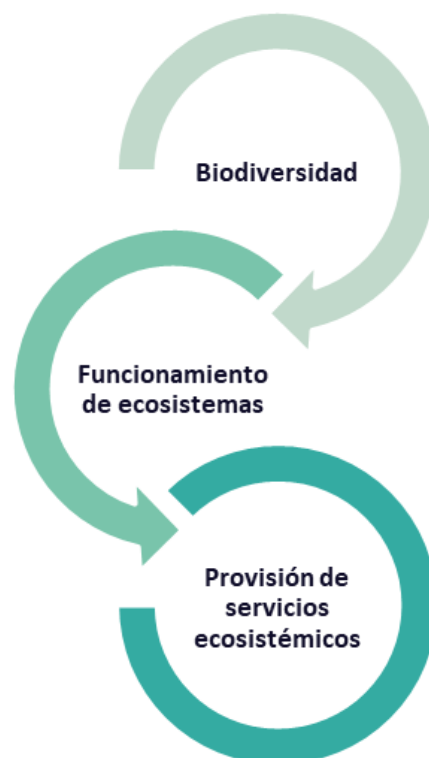 Biodiversidad
Funcionamiento
de ecosistemas
Provisión de
servicios
ecosistémicos